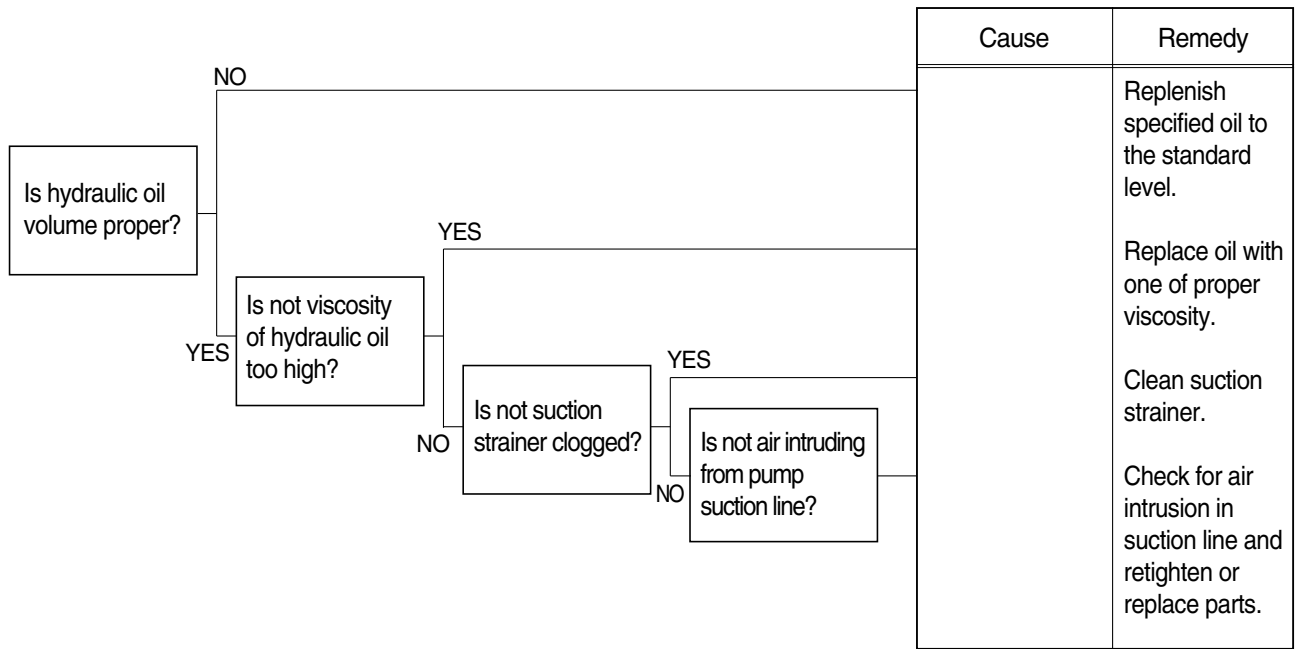 Cause
Remedy
NO
Replenish
specified oil to
the standard
level.
Is hydraulic oil
volume proper?
YES
Replace oil with
one of proper
viscosity.
YES
Is not viscosity
of hydraulic oil
too high?
YES
Clean suction
strainer.
NO
Is not suction
strainer clogged?
NO
Is not air intruding
from pump
suction line?
Check for air
intrusion in
suction line and
retighten or
replace parts.